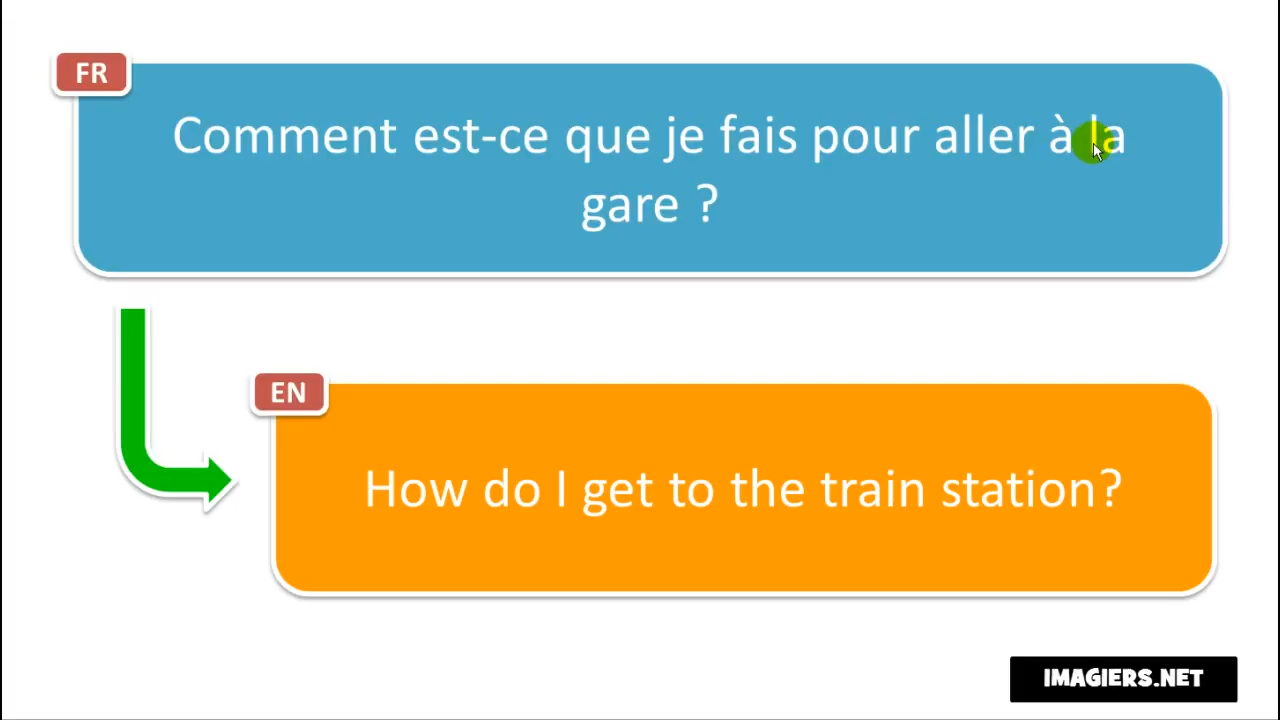 FR
Comment est-ce que je fais pour aller à la
gare ?
EN
How do I get to the train station?
IMAGIERS.NET